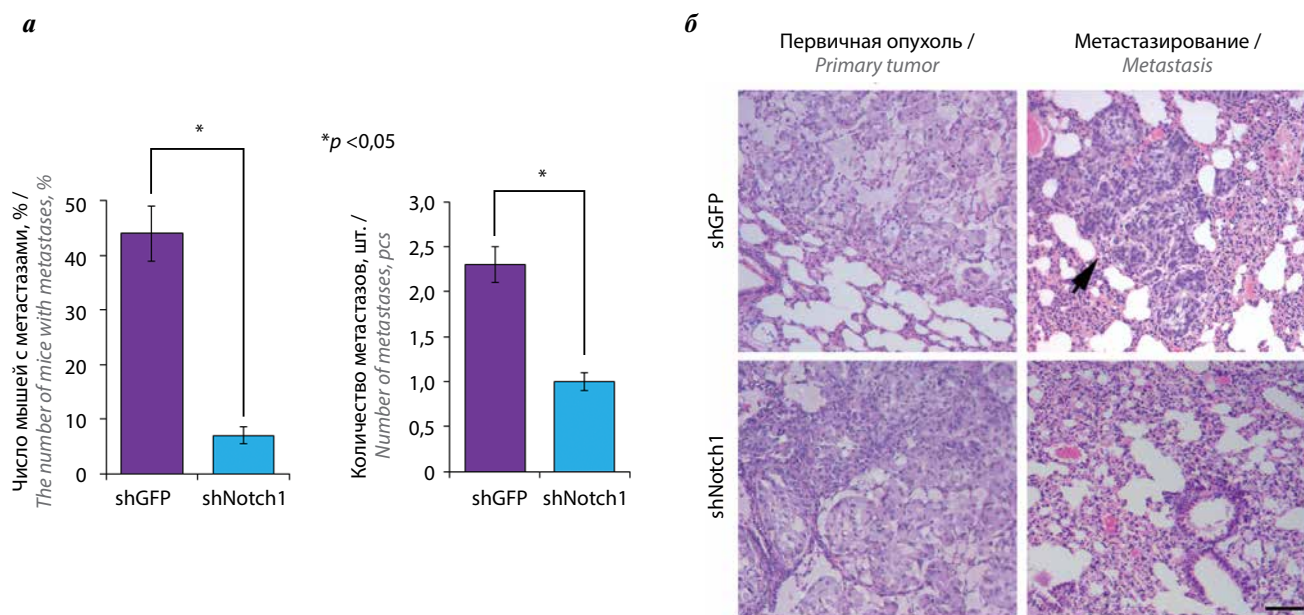 а
*
*p <0,05
Число мышей с метастазами, % /
The number of mice with metastases, %
50
40
30
20
10
0
shGFP
shNotch1
*
Количество метастазов, шт. /
Number of metastases, pcs
3,0
2,5
2,0
1,0
0,5
0
shGFP
shNotch1
б
Первичная опухоль /
Primary tumor
Метастазирование /
Metastasis
shGFP
shNotch1